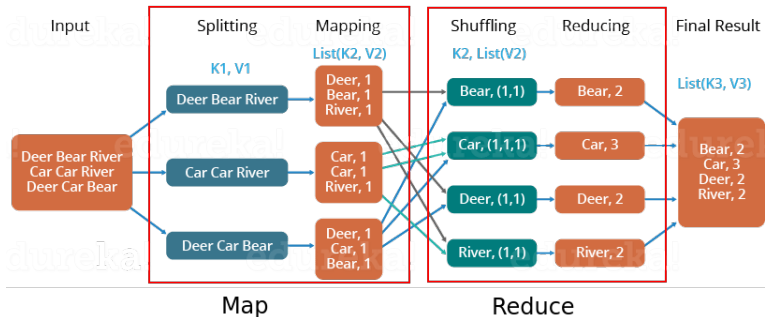 Input
Splitting
Mapping
Shuffling
Reducing
Final Result
K1, V1
List(K2, V2)
K2, List(V2)
List(K3, V3)
Deer Bear River
Car Car River
Deer Car Bear
Deer Bear River
Car Car River
Deer Car Bear
Deer, 1
Bear, 1
River, 1
Car, 1
Car, 1
River, 1
Deer, 1
Car, 1
Bear, 1
Bear, (1,1)
Car, (1,1,1)
Deer, (1,1)
River, (1,1)
Bear, 2
Car, 3
Deer, 2
River, 2
Bear, 2
Car, 3
Deer, 2
River, 2
Map
Reduce
edureka!